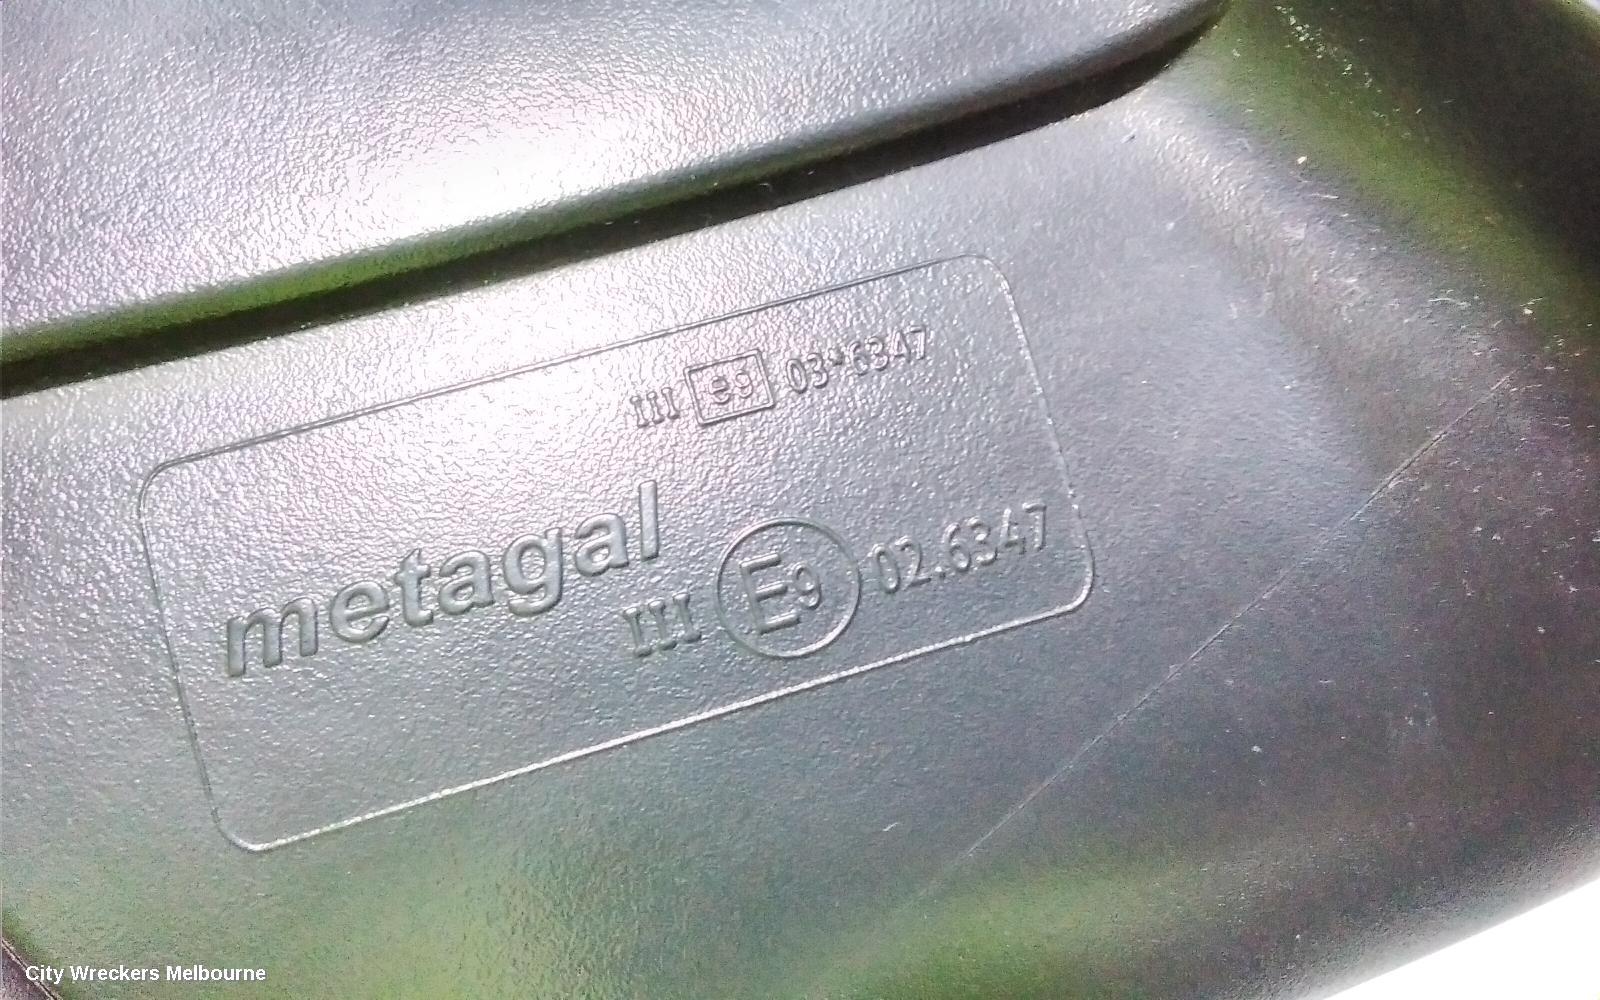 III e9 03*6347
metagal
III E9 02.6347
City Wreckers Melbourne